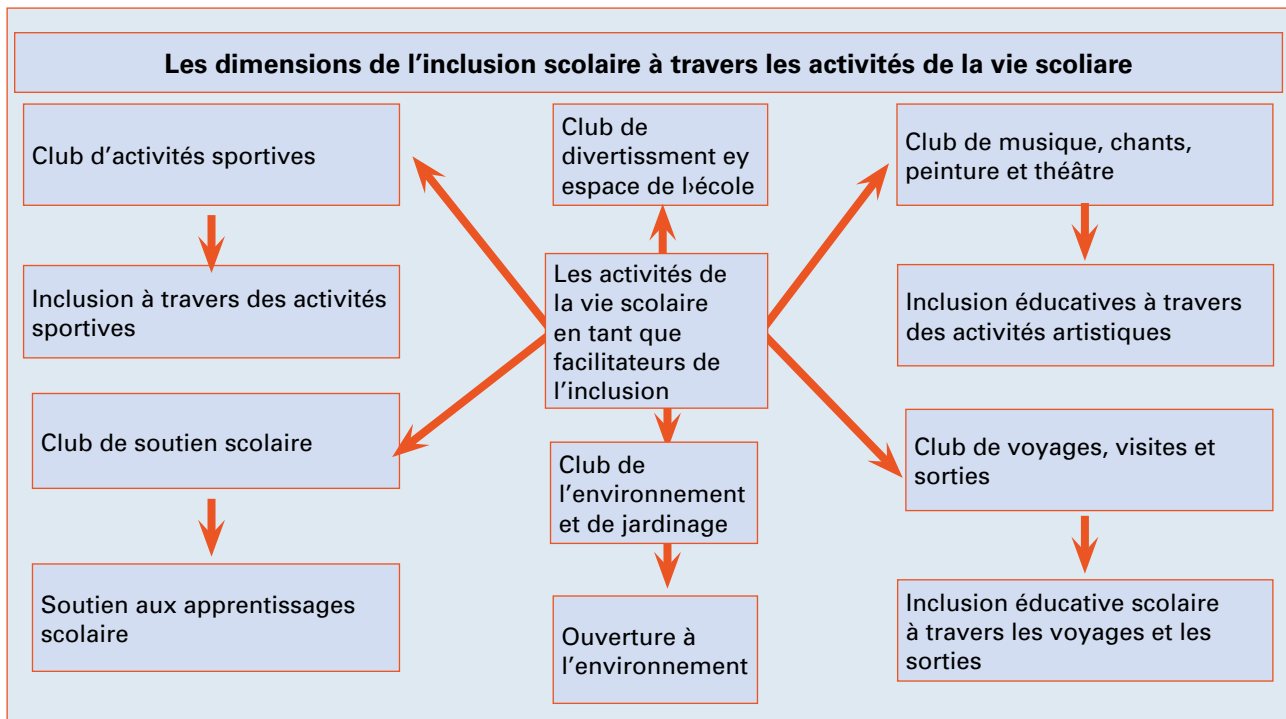 Les dimensions de l'inclusion scolaire à travers les activités de la vie scoliare
Club d'activités sportives
Club de
divertissment ey
espace de l›école
Club de musique, chants,
peinture et théâtre
Inclusion à travers des activités
sportives
Les activités de
la vie scolaire
en tant que
facilitateurs de
l'inclusion
Inclusion éducatives à travers
des activités artistiques
Club de soutien scolaire
Club de
l'environnement
et de jardinage
Club de voyages, visites et
sorties
Soutien aux apprentissages
scolaire
Ouverture à
l'environnement
Inclusion éducative scolaire
à travers les voyages et les
sorties